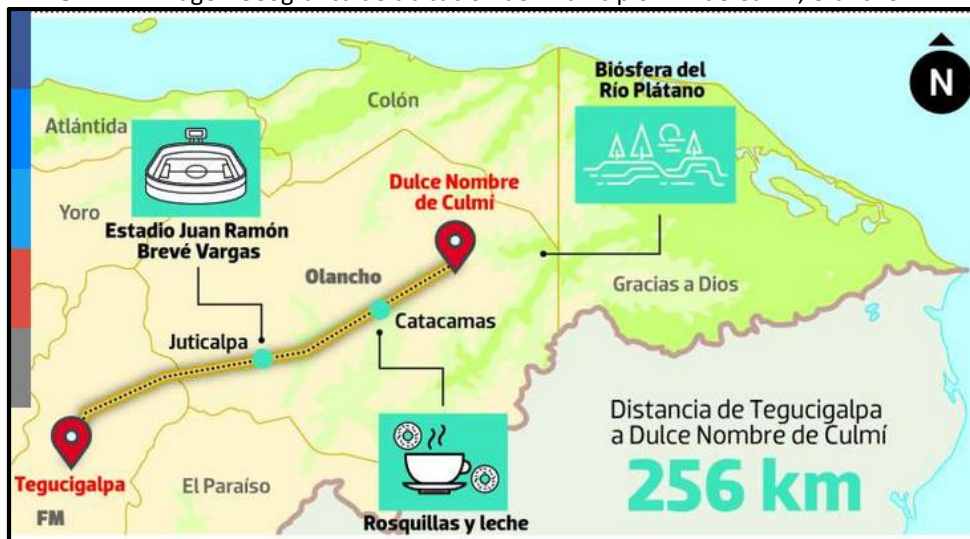 Biósfera del
Río Plátano
N
Colón
Atlántida
Dulce Nombre
de Culmí
Yoro
Estadio Juan Ramón
Brevé Vargas
Olancho
Gracias a Dios
Catacamas
Juticalpa
Distancia de Tegucigalpa
a Dulce Nombre de Culmí
256 km
Tegucigalpa
El Paraíso
FM
Rosquillas y leche